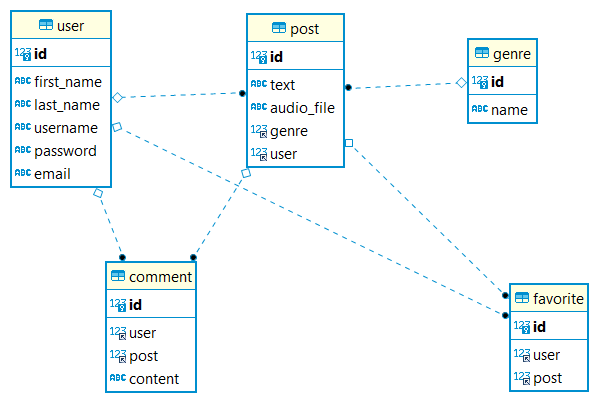 user
id
first_name
last_name
username
password
email
post
id
text
audio_file
genre
user
genre
id
name
comment
id
user
post
content
favorite
id
user
post